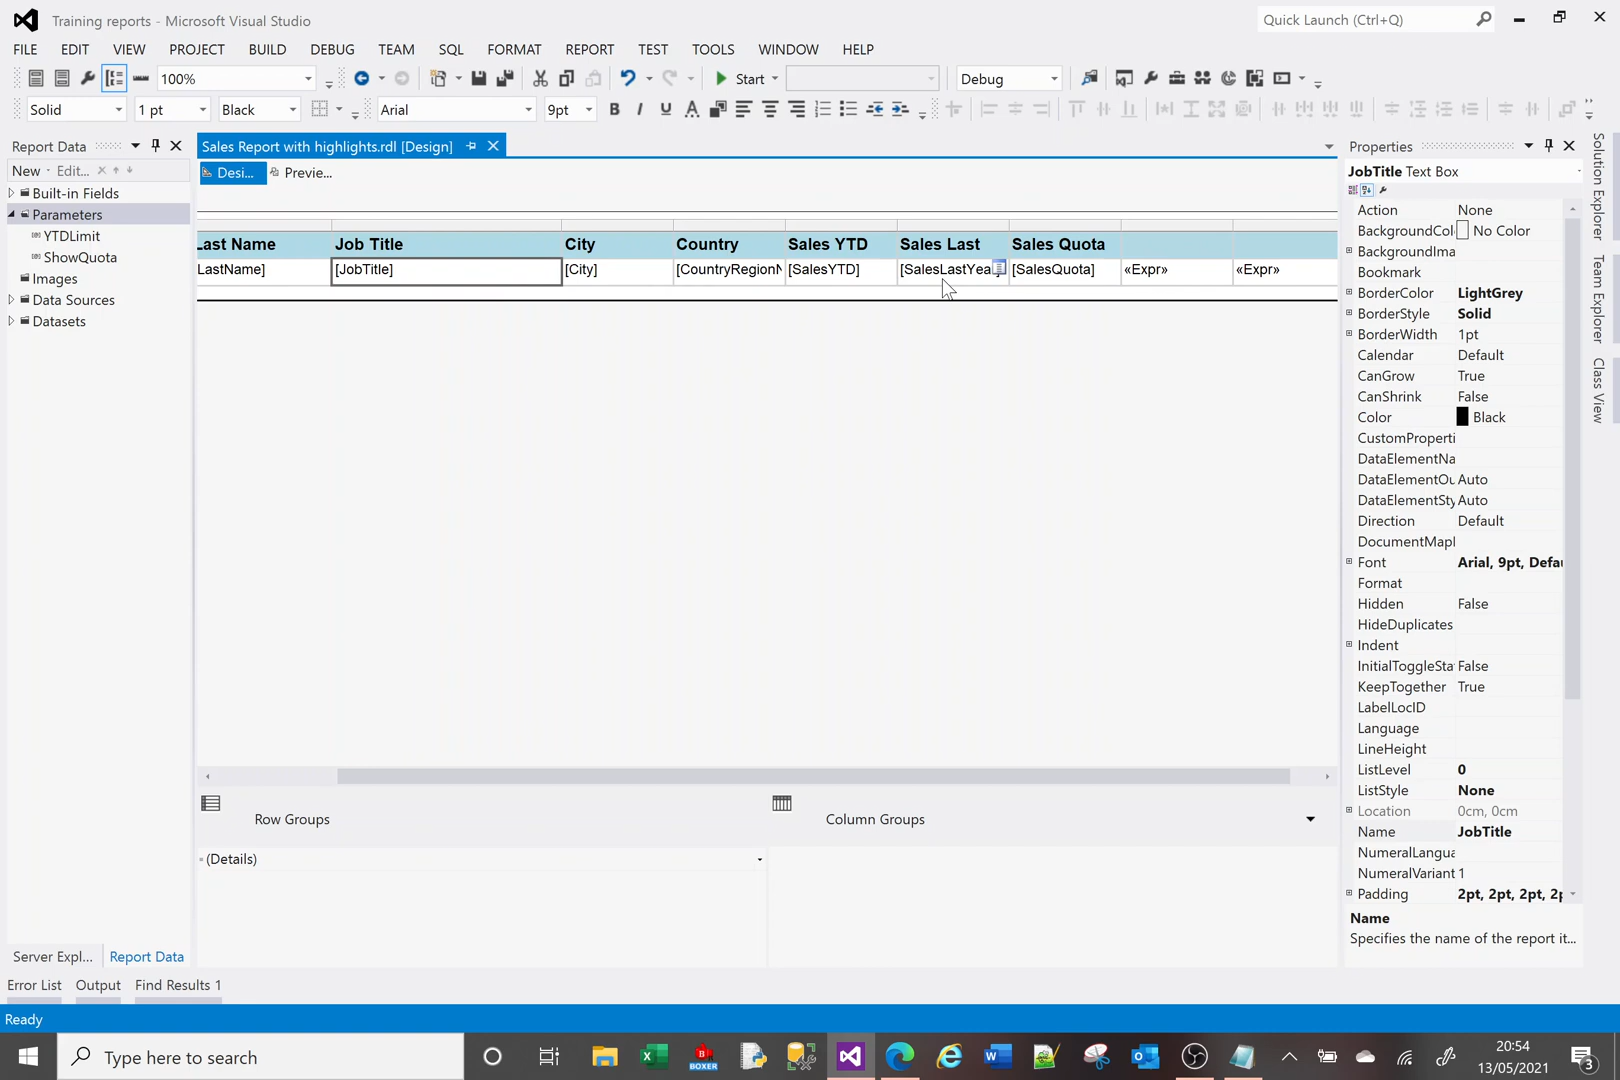 Training reports - Microsoft Visual Studio
Quick Launch (Ctrl+Q)
FILE EDIT VIEW PROJECT BUILD DEBUG TEAM SQL FORMAT REPORT TEST TOOLS WINDOW HELP
100% Start Debug
Solid 1 pt Black Arial 9pt B I U A
Report Data
New Edit...
Built-in Fields
Parameters
YTDLimit
ShowQuota
Images
Data Sources
Datasets
Server Expl... Report Data
Sales Report with highlights.rdl [Design]
Desi... Previe...
Last Name Job Title City Country Sales YTD Sales Last Sales Quota
LastName] [JobTitle] [City] [CountryRegionN [SalesYTD] [SalesLastYea [SalesQuota] «Expr» «Expr»
Row Groups Column Groups
(Details)
Properties
JobTitle Text Box
Action None
BackgroundCol No Color
BackgroundIma
Bookmark
BorderColor LightGrey
BorderStyle Solid
BorderWidth 1pt
Calendar Default
CanGrow True
CanShrink False
Color Black
CustomProperti
DataElementNa
DataElementOu Auto
DataElementSty Auto
Direction Default
DocumentMapl
Font Arial, 9pt, Defau
Format
Hidden False
HideDuplicates
Indent
InitialToggleSta False
KeepTogether True
LabelLocID
Language
LineHeight
ListLevel 0
ListStyle None
Location 0cm, 0cm
Name JobTitle
NumeralLangua
NumeralVariant 1
Padding 2pt, 2pt, 2pt, 2p
Name
Specifies the name of the report it...
Solution Explorer
Team Explorer
Class View
Error List Output Find Results 1
Ready
Type here to search
BOXER
20:54
13/05/2021
3